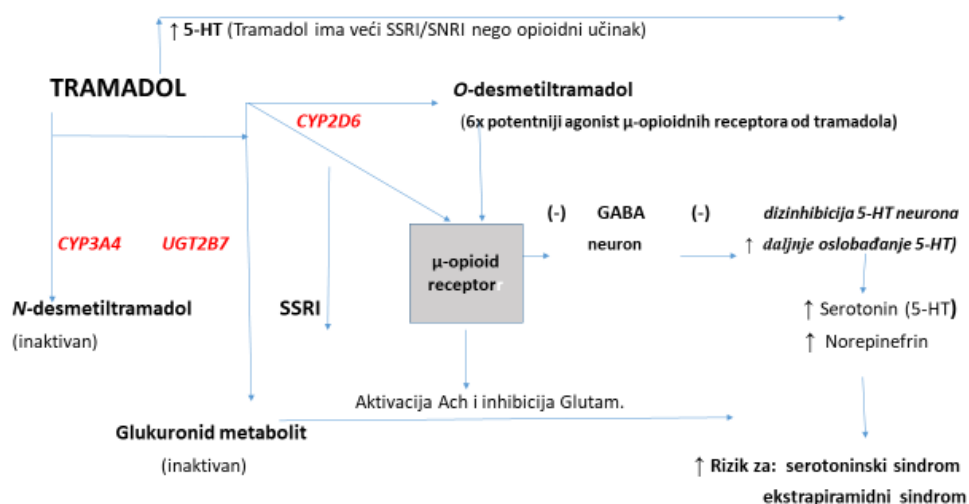 ↑ 5-HT (Tramadol ima veći SSRI/SNRI nego opioidni učinak)
TRAMADOL
O-desmetiltramadol
(6x potentniji agonist µ-opioidnih receptora od tramadola)
CYP2D6
(-) GABA (-)
neuron
dizinhibicija 5-HT neurona
↑ daljnje oslobađanje 5-HT)
CYP3A4
UGT2B7
µ-opioid
receptorr
N-desmetiltramadol
(inaktivan)
SSRI
↑ Serotonin (5-HT)
↑ Norepinefrin
Aktivacija Ach i inhibicija Glutam.
Glukuronid metabolit
(inaktivan)
↑ Rizik za: serotoninski sindrom
ekstrapiramidni sindrom